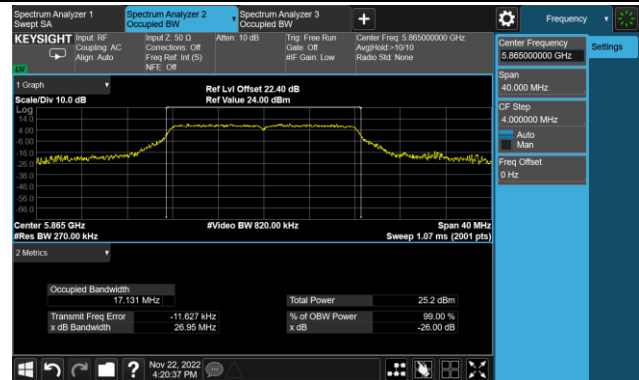 Spectrum Analyzer 1
Swept SA
Spectrum Analyzer 2
Occupied BW
Spectrum Analyzer 3
Occupied BW
Frequency
KEYSIGHT
Input: RF
Coupling: AC
Align: Auto
Input Z: 50 Ω
Corrections: Off
Freq Ref: Int (S)
NFE: Off
Atten: 10 dB
Trig: Free Run
Gate: Off
#IF Gain: Low
Center Freq: 5.865000000 GHz
Avg|Hold:>10/10
Radio Std: None
Center Frequency
5.865000000 GHz
Settings
Span
40.000 MHz
CF Step
4.000000 MHz
Auto
Man
Freq Offset
0 Hz
1 Graph
Scale/Div 10.0 dB
Ref Lvl Offset 22.40 dB
Ref Value 24.00 dBm
Log
14.0
4.00
-6.00
-16.0
-26.0
-36.0
-46.0
-56.0
-66.0
Center 5.865 GHz
#Res BW 270.00 kHz
#Video BW 820.00 kHz
Span 40 MHz
Sweep 1.07 ms (2001 pts)
2 Metrics
Occupied Bandwidth
17.131 MHz
Total Power 25.2 dBm
Transmit Freq Error -11.627 kHz
% of OBW Power 99.00 %
x dB Bandwidth 26.95 MHz
x dB -26.00 dB
?
Nov 22, 2022
4:20:37 PM